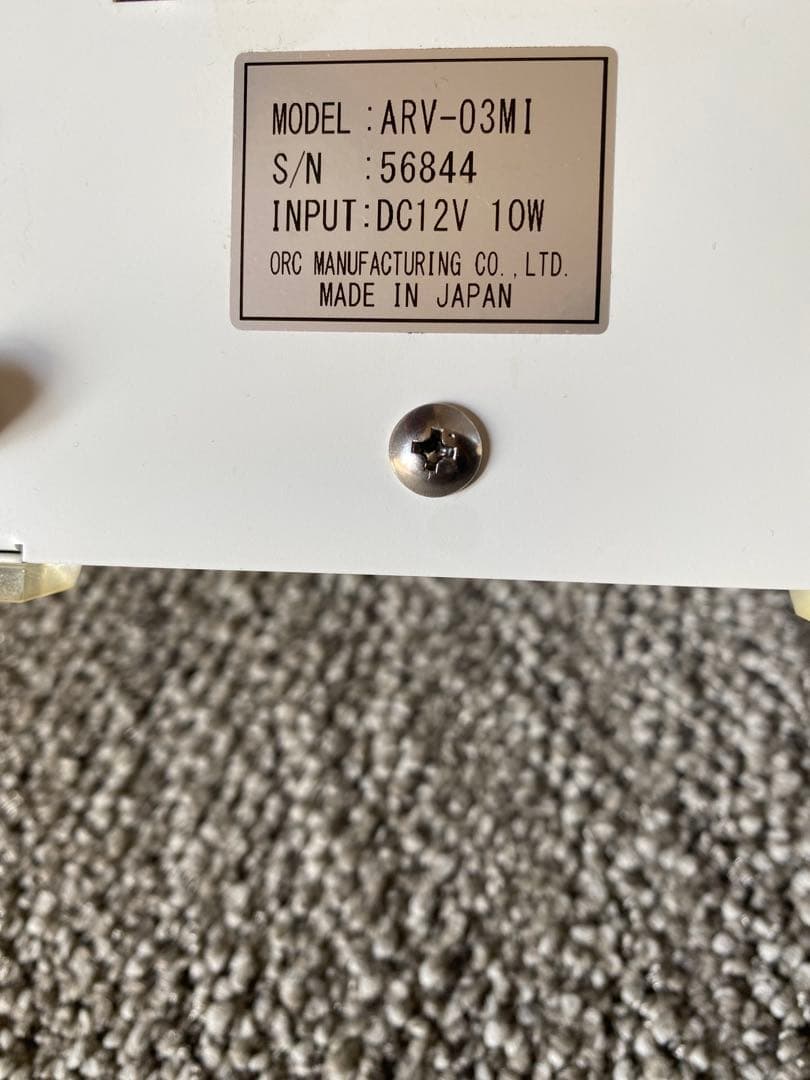 MODEL :ARV-03MI
S/N :56844
INPUT:DC12V 10W
ORC MANUFACTURING CO.,LTD.
MADE IN JAPAN